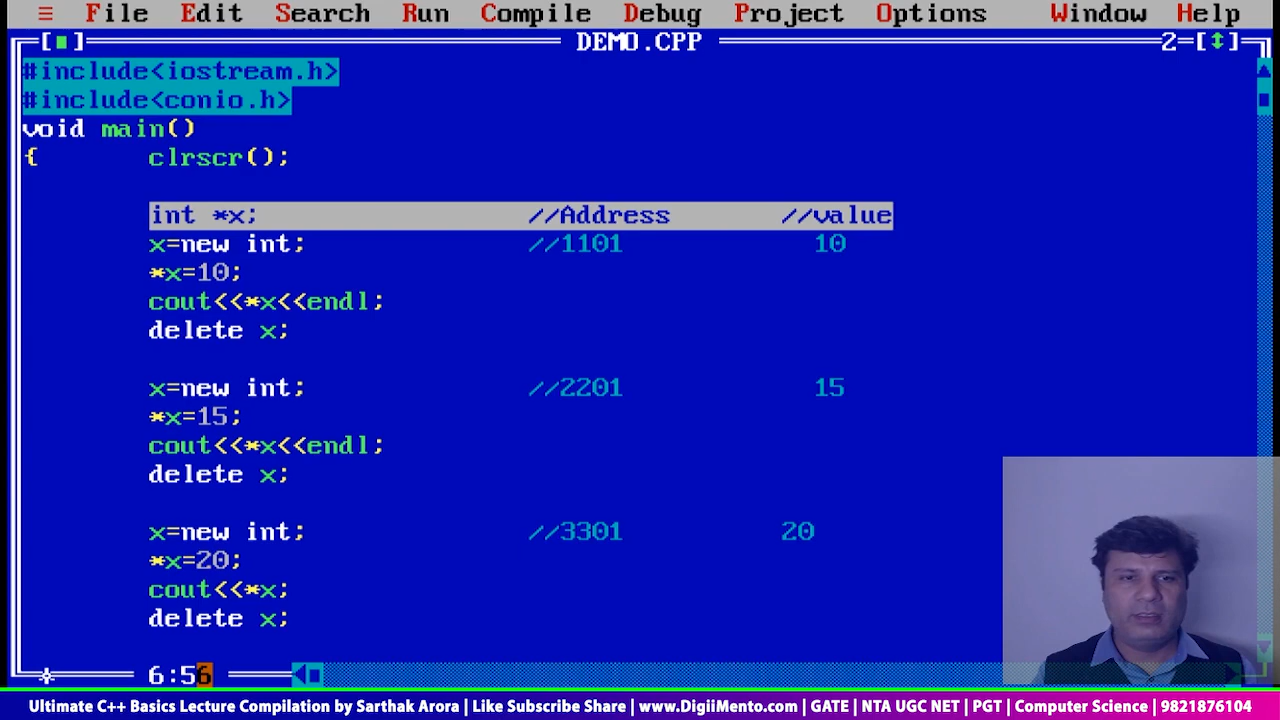 ≡ File Edit Search Run Compile Debug Project Options Window Help
[■] DEMO.CPP 2=[↕]
#include<iostream.h>
#include<conio.h>
void main()
{ clrscr();
int *x; //Address //value
x=new int; //1101 10
*x=10;
cout<<*x<<endl;
delete x;
x=new int; //2201 15
*x=15;
cout<<*x<<endl;
delete x;
x=new int; //3301 20
*x=20;
cout<<*x;
delete x;
6:56
Ultimate C++ Basics Lecture Compilation by Sarthak Arora | Like Subscribe Share | www.DigiiMento.com | GATE | NTA UGC NET | PGT | Computer Science | 9821876104